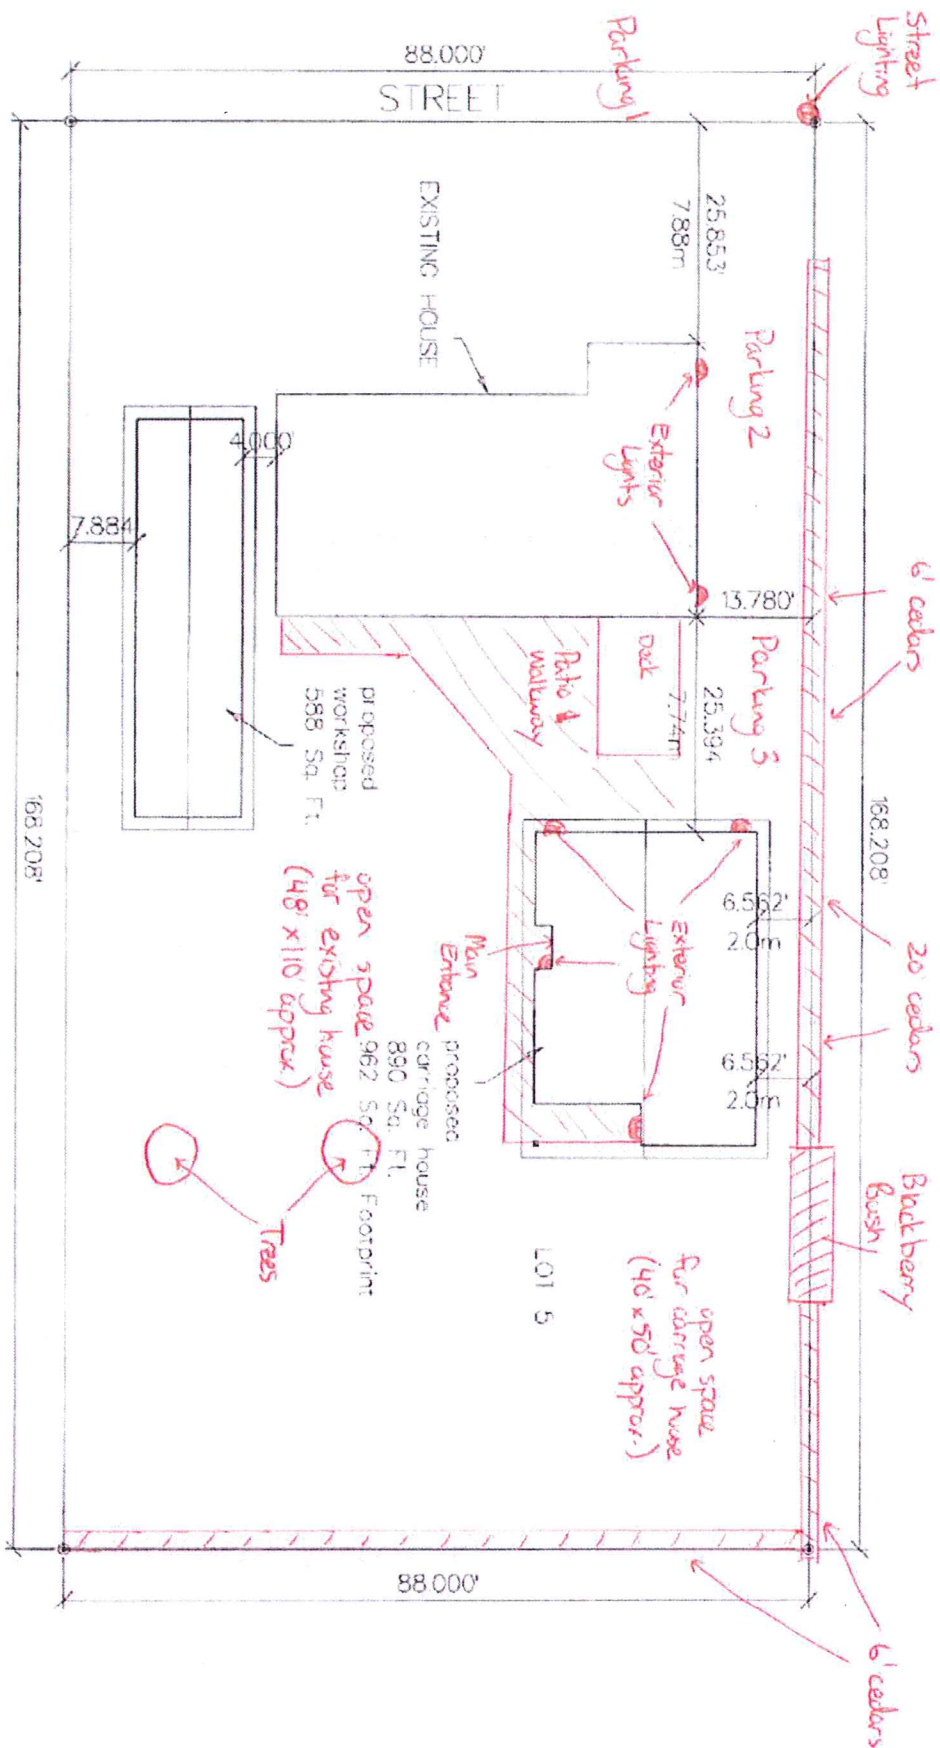 Street
Lighting
88.000'
STREET
Parking 1
25.853'
7.88m
EXISTING HOUSE
Parking 2
Exterior
Lights
6' cedars
4.000'
7.884
13.780'
Parking 3
25.394
7.74m
Deck
Patio &
walkway
proposed
workshop
588 Sq. Ft.
168.208'
168.208'
20' cedars
6.562'
2.0m
Exterior
Lighting
Main
Entrance
6.562'
2.0m
open space
for existing house
(48' x 110' approx.)
proposed
carriage house
890 Sq. Ft.
962 Sq. Ft. Footprint
Trees
Blackberry
Bush
LOT 5
open space
for carriage house
(40' x 50' approx.)
88.000'
6' cedars